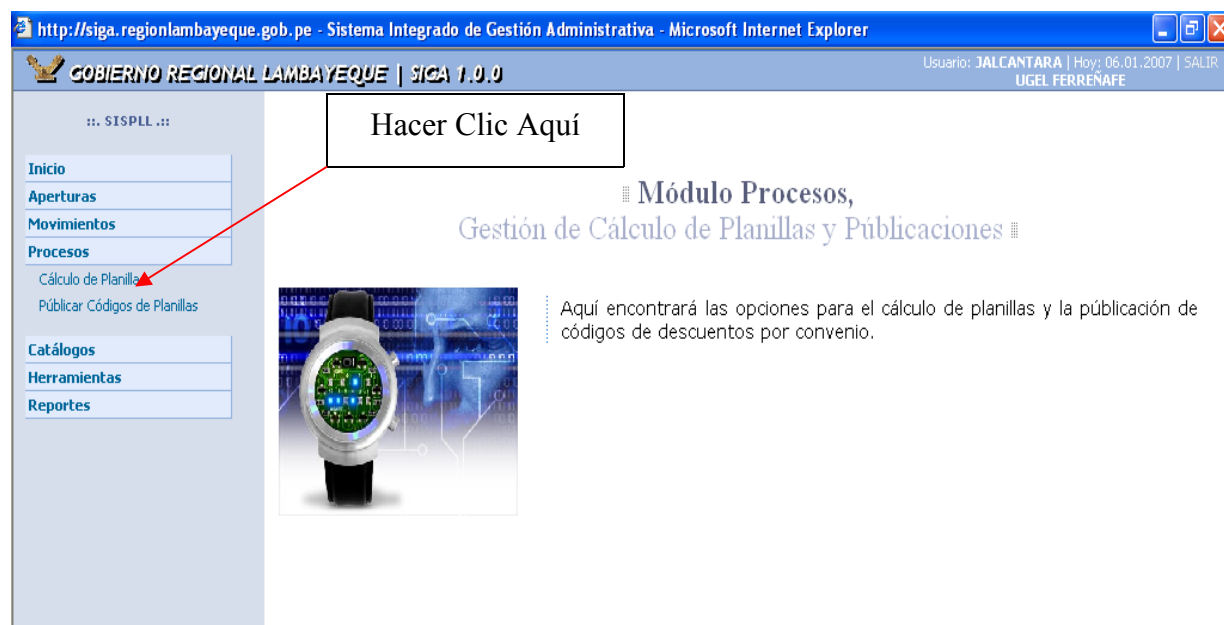 http://siga.regionlambayeque.gob.pe - Sistema Integrado de Gestión Administrativa - Microsoft Internet Explorer
GOBIERNO REGIONAL LAMBAYEQUE | SIGA 1.0.0
Usuario: JALCANTARA | Hoy: 06.01.2007 | SALIR
UGEL FERREÑAFE
::. SISPLL .::
Hacer Clic Aquí
Inicio
Aperturas
Movimientos
Procesos
Cálculo de Planilla
Públicar Códigos de Planillas
Catálogos
Herramientas
Reportes
Módulo Procesos,
Gestión de Cálculo de Planillas y Públicaciones
Aquí encontrará las opciones para el cálculo de planillas y la públicación de
códigos de descuentos por convenio.